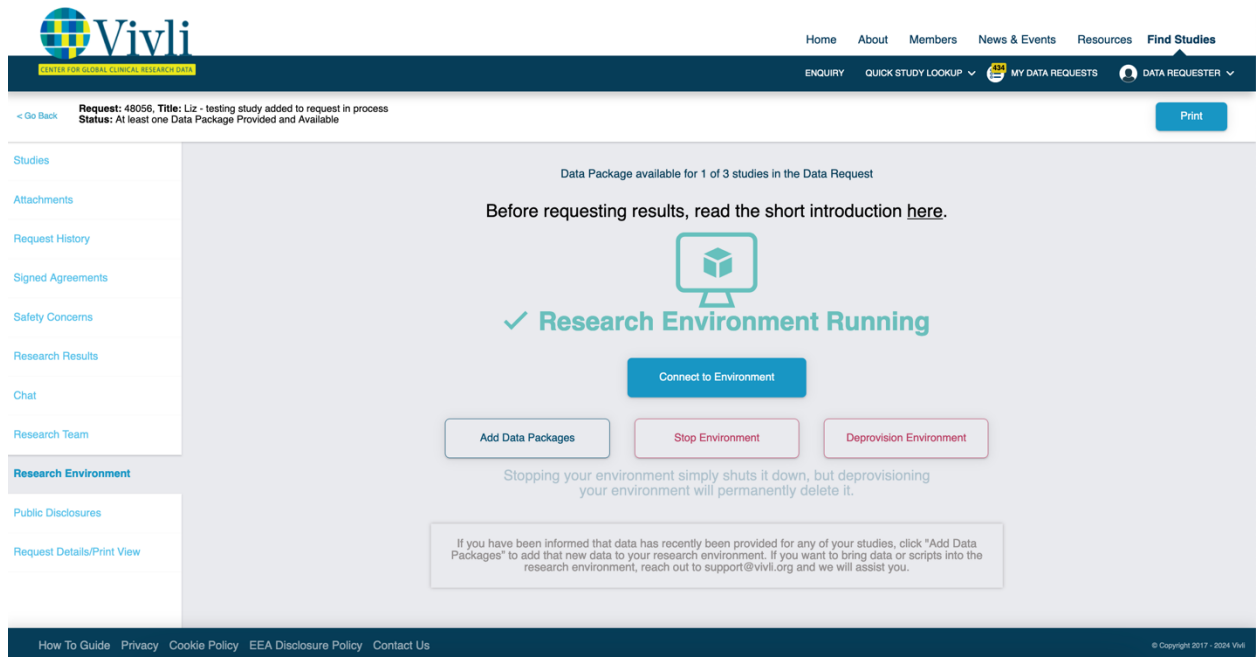 Vivli
CENTER FOR GLOBAL CLINICAL RESEARCH DATA
Home About Members News & Events Resources Find Studies
ENQUIRY QUICK STUDY LOOKUP 434 MY DATA REQUESTS DATA REQUESTER
< Go Back
Request: 48056, Title: Liz - testing study added to request in process
Status: At least one Data Package Provided and Available
Print
Studies
Attachments
Request History
Signed Agreements
Safety Concerns
Research Results
Chat
Research Team
Research Environment
Public Disclosures
Request Details/Print View
Data Package available for 1 of 3 studies in the Data Request
Before requesting results, read the short introduction here.
Research Environment Running
Connect to Environment
Add Data Packages Stop Environment Deprovision Environment
Stopping your environment simply shuts it down, but deprovisioning
your environment will permanently delete it.
If you have been informed that data has recently been provided for any of your studies, click "Add Data
Packages" to add that new data to your research environment. If you want to bring data or scripts into the
research environment, reach out to support@vivli.org and we will assist you.
How To Guide Privacy Cookie Policy EEA Disclosure Policy Contact Us
© Copyright 2017 - 2024 Vivli